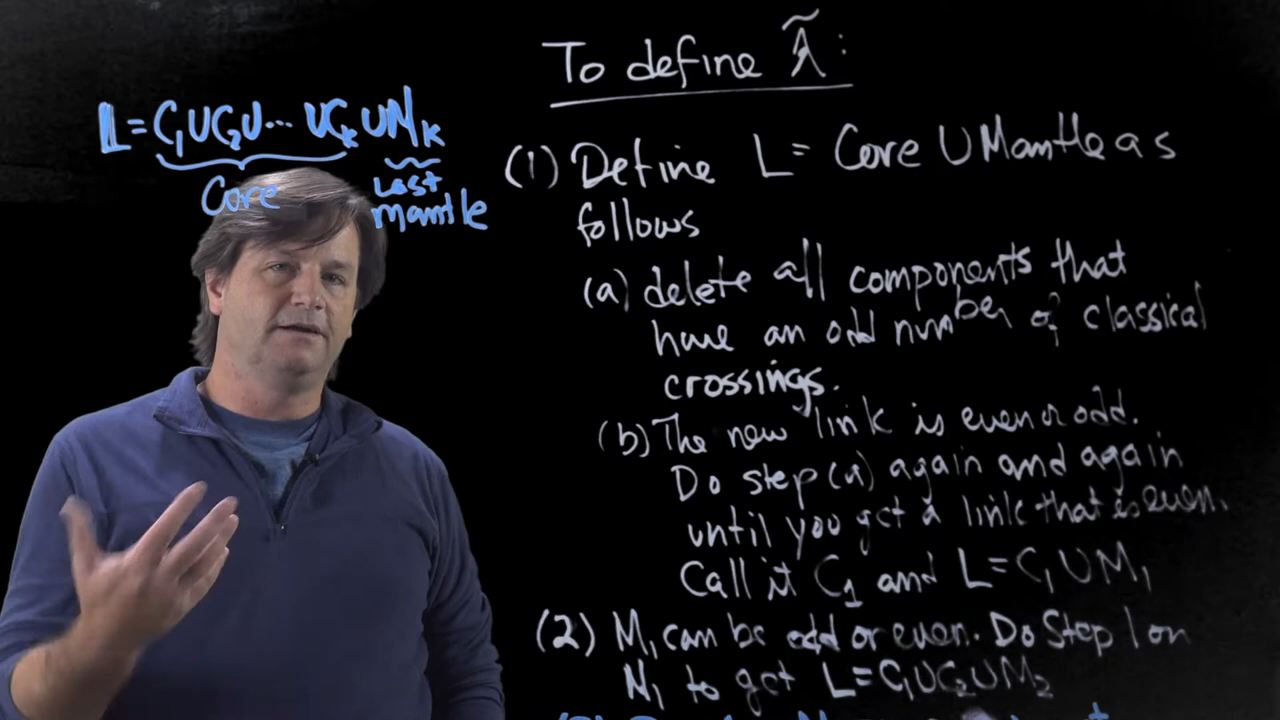 To define Λ̃:
L = C₁ ∪ C₂ ∪ ⋯ ∪ Cₖ ∪ Mₖ
Core
Last
mantle
(1) Define L = Core ∪ Mantle as
follows
(a) delete all components that
have an odd number of classical
crossings.
(b) The new link is even or odd.
Do step (a) again and again
until you get a link that is even.
Call it C₁ and L = C₁ ∪ M₁
(2) M₁ can be odd or even. Do Step 1 on
M₁ to get L = C₁ ∪ C₂ ∪ M₂